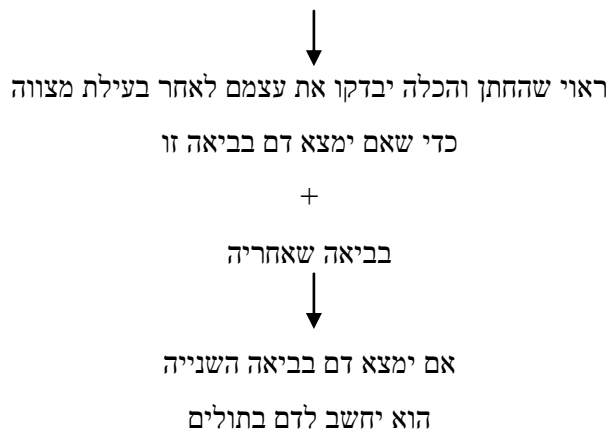 ראוי שהחתן והכלה יבדקו את עצמם לאחר בעילת מצווה
כדי שאם ימצא דם בביאה זו
+
בביאה שאחריה
אם ימצא דם בביאה השנייה
הוא יחשב לדם בתולים